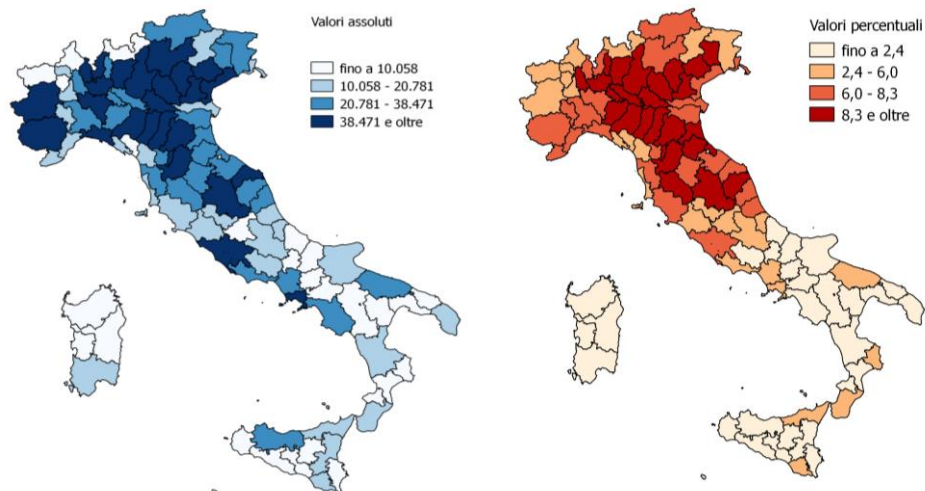 Valori assoluti
fino a 10.058
10.058 - 20.781
20.781 - 38.471
38.471 e oltre
Valori percentuali
fino a 2,4
2,4 - 6,0
6,0 - 8,3
8,3 e oltre